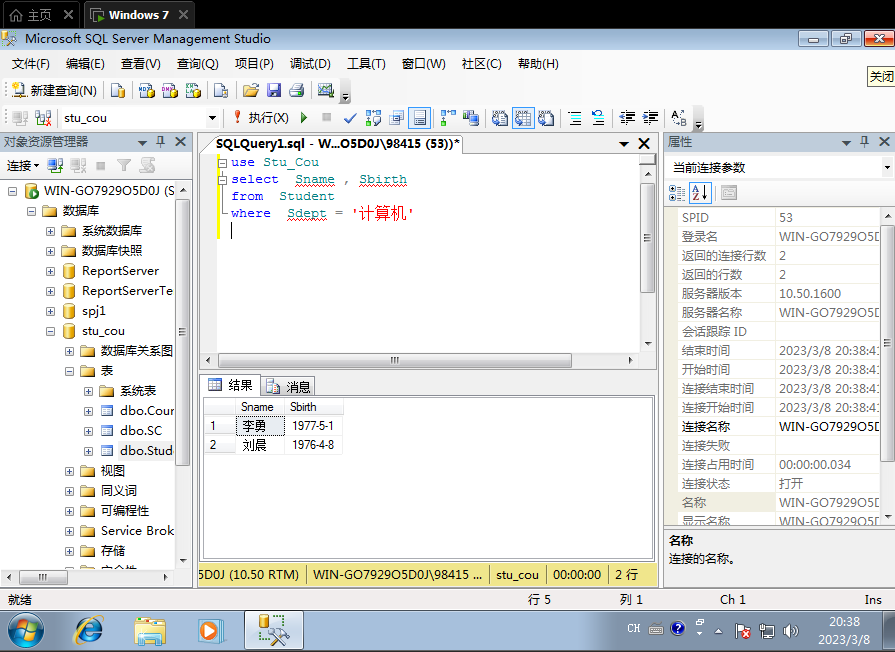 主页
Windows 7
Microsoft SQL Server Management Studio
文件(F) 编辑(E) 查看(V) 查询(Q) 项目(P) 调试(D) 工具(T) 窗口(W) 社区(C) 帮助(H)
关闭
新建查询(N)
stu_cou
执行(X)
对象资源管理器
连接
WIN-GO7929O5D0J (S
数据库
系统数据库
数据库快照
ReportServer
ReportServerTe
spj1
stu_cou
数据库关系图
表
系统表
dbo.Cour
dbo.SC
dbo.Stud
视图
同义词
可编程性
Service Brok
存储
SQLQuery1.sql - W...O5D0J\98415 (53))*
use Stu_Cou
select Sname , Sbirth
from Student
where Sdept = '计算机'
结果
消息
Sname Sbirth
1 李勇 1977-5-1
2 刘晨 1976-4-8
5D0J (10.50 RTM) WIN-GO7929O5D0J\98415 ... stu_cou 00:00:00 2 行
属性
当前连接参数
SPID 53
登录名 WIN-GO7929O5D
返回的连接行数 2
返回的行数 2
服务器版本 10.50.1600
服务器名称 WIN-GO7929O5D
会话跟踪 ID
结束时间 2023/3/8 20:38:41
开始时间 2023/3/8 20:38:41
连接结束时间 2023/3/8 20:38:41
连接开始时间 2023/3/8 20:38:41
连接名称 WIN-GO7929O5D
连接失败
连接占用时间 00:00:00.034
连接状态 打开
名称 WIN-GO7929O5D
显示名称 WIN-GO7929O5D
名称
连接的名称。
就绪 行 5 列 1 Ch 1 Ins
CH
20:38
2023/3/8